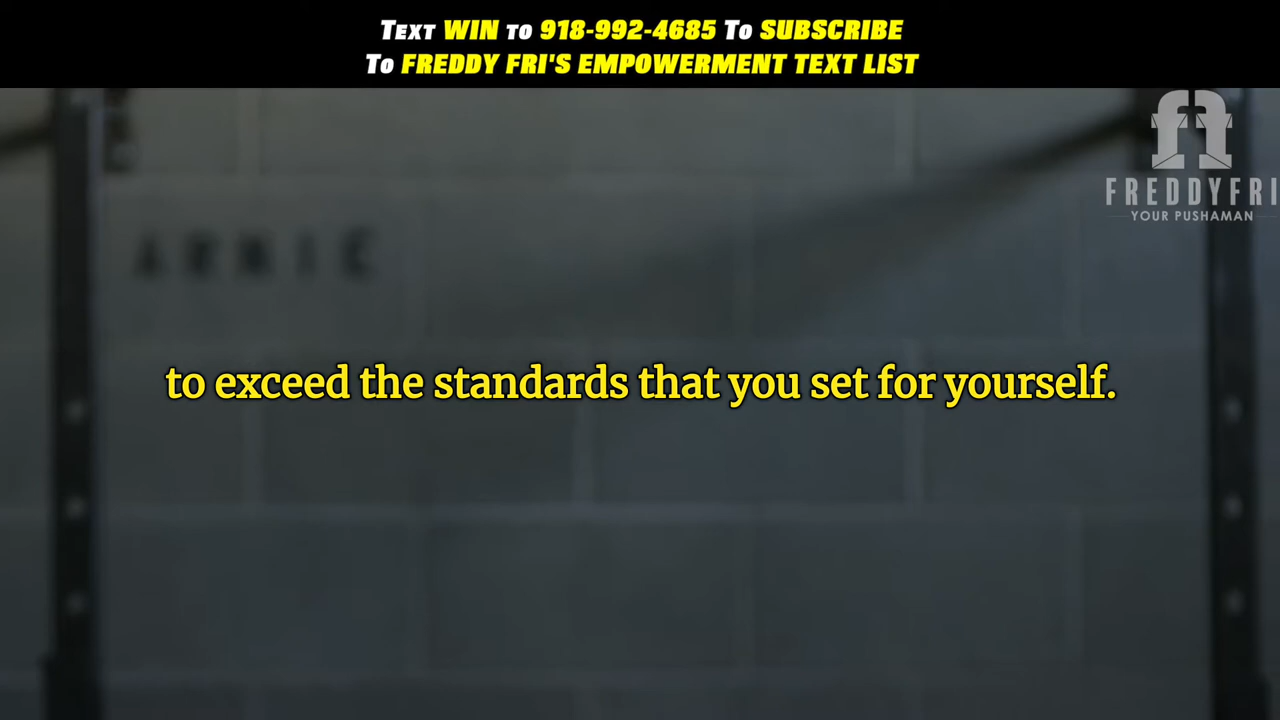 Text WIN to 918-992-4685 To SUBSCRIBE
To FREDDY FRI'S EMPOWERMENT TEXT LIST
FREDDYFRI
YOUR PUSHAMAN
ARNIE
to exceed the standards that you set for yourself.